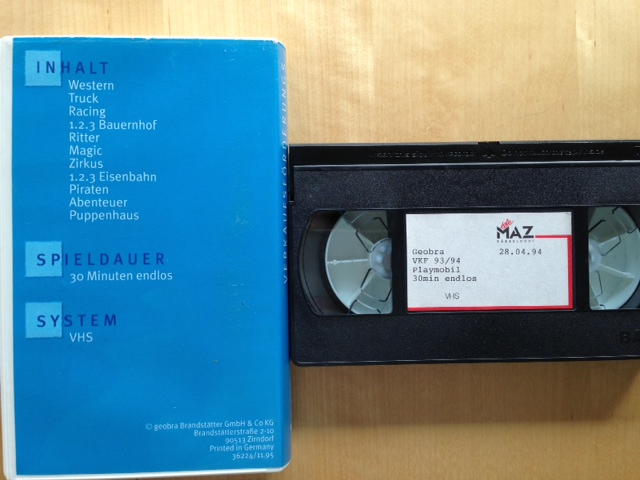 INHALT
Western
Truck
Racing
1.2.3 Bauernhof
Ritter
Magic
Zirkus
1.2.3 Eisenbahn
Piraten
Abenteuer
Puppenhaus
SPIELDAUER
30 Minuten endlos
SYSTEM
VHS
© geobra Brandstätter GmbH & Co KG
Brandstätterstraße 2-10
90513 Zirndorf
Printed in Germany
36224/11.95
VERKAUFSFÖRDERUNGS
MAZ
DÜSSELDORF
Geobra 28.04.94
VKF 93/94
Playmobil
30min endlos
VHS